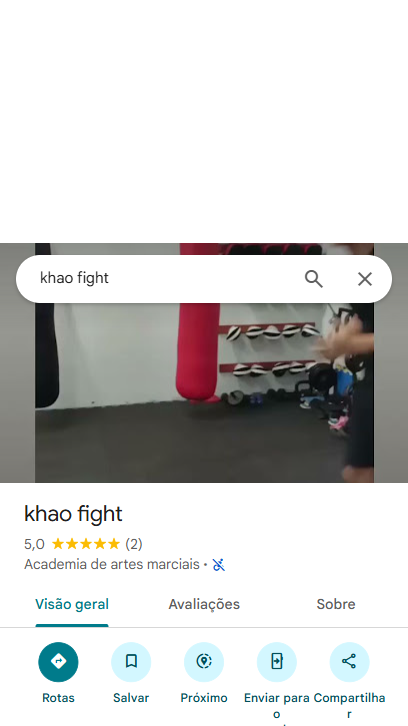 khao fight
khao fight
5,0 (2)
Academia de artes marciais ·
Visão geral Avaliações Sobre
Rotas Salvar Próximo Enviar para o Compartilhar